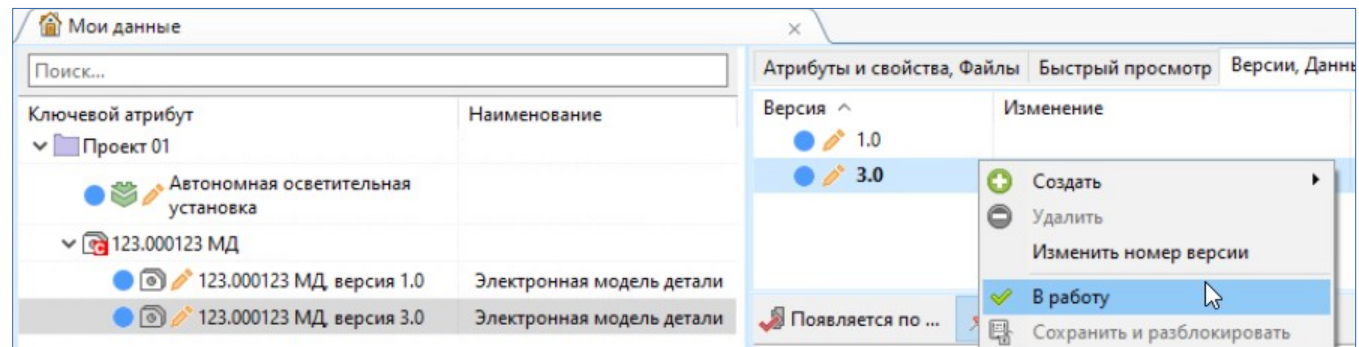 Мои данные
Поиск...
Ключевой атрибут
Наименование
Проект 01
Автономная осветительная
установка
123.000123 МД
123.000123 МД, версия 1.0
Электронная модель детали
123.000123 МД, версия 3.0
Электронная модель детали
Атрибуты и свойства, Файлы
Быстрый просмотр
Версии, Данны
Версия
Изменение
1.0
3.0
Создать
Удалить
Изменить номер версии
В работу
Сохранить и разблокировать
Появляется по ...